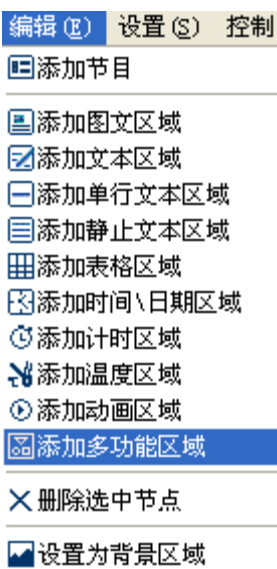 编辑(E) 设置(S) 控制
添加节目
添加图文区域
添加文本区域
添加单行文本区域
添加静止文本区域
添加表格区域
添加时间\日期区域
添加计时区域
添加温度区域
添加动画区域
添加多功能区域
删除选中节点
设置为背景区域